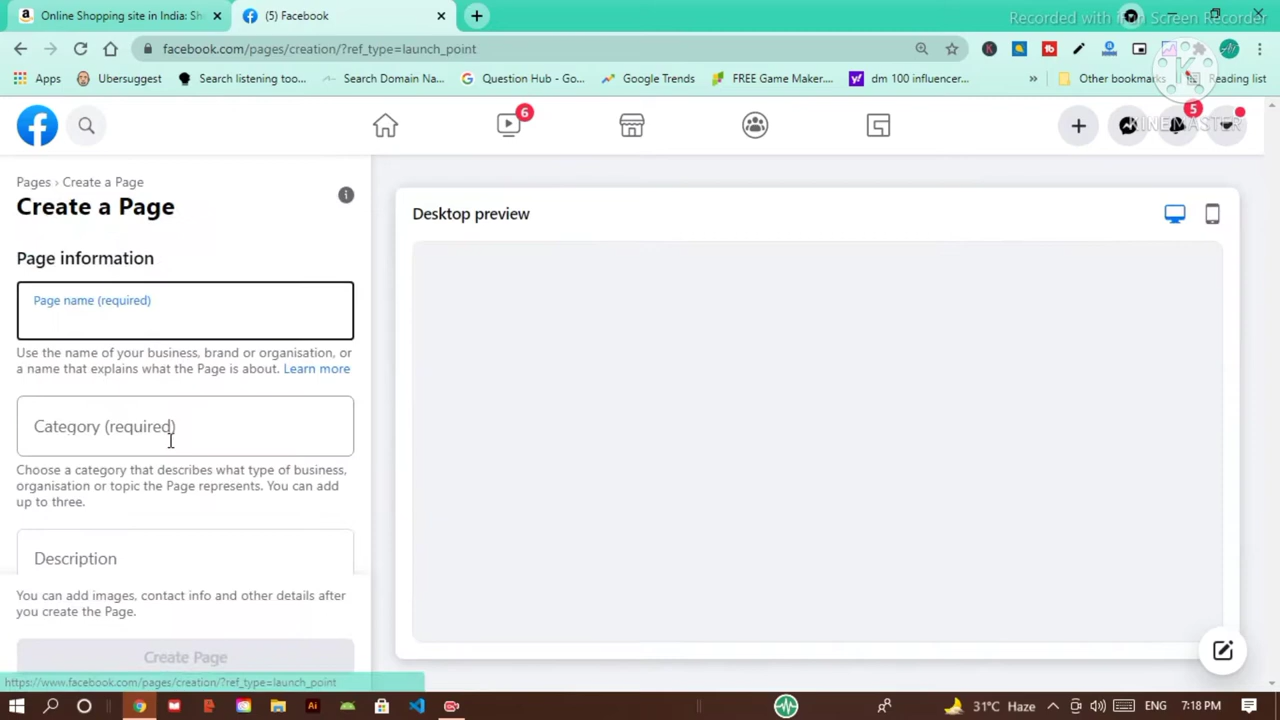 Online Shopping site in India: Sh
(5) Facebook
Recorded with iTop Screen Recorder
facebook.com/pages/creation/?ref_type=launch_point
Apps
Ubersuggest
Search listening too...
Search Domain Na...
Question Hub - Go...
Google Trends
FREE Game Maker....
dm 100 influencer...
»
Other bookmarks
Reading list
6
5
KINEMASTER
Pages › Create a Page
Create a Page
Desktop preview
Page information
Page name (required)
Use the name of your business, brand or organisation, or
a name that explains what the Page is about. Learn more
Category (required)
Choose a category that describes what type of business,
organisation or topic the Page represents. You can add
up to three.
Description
You can add images, contact info and other details after
you create the Page.
Create Page
https://www.facebook.com/pages/creation/?ref_type=launch_point
Ai
31°C Haze
ENG
7:18 PM